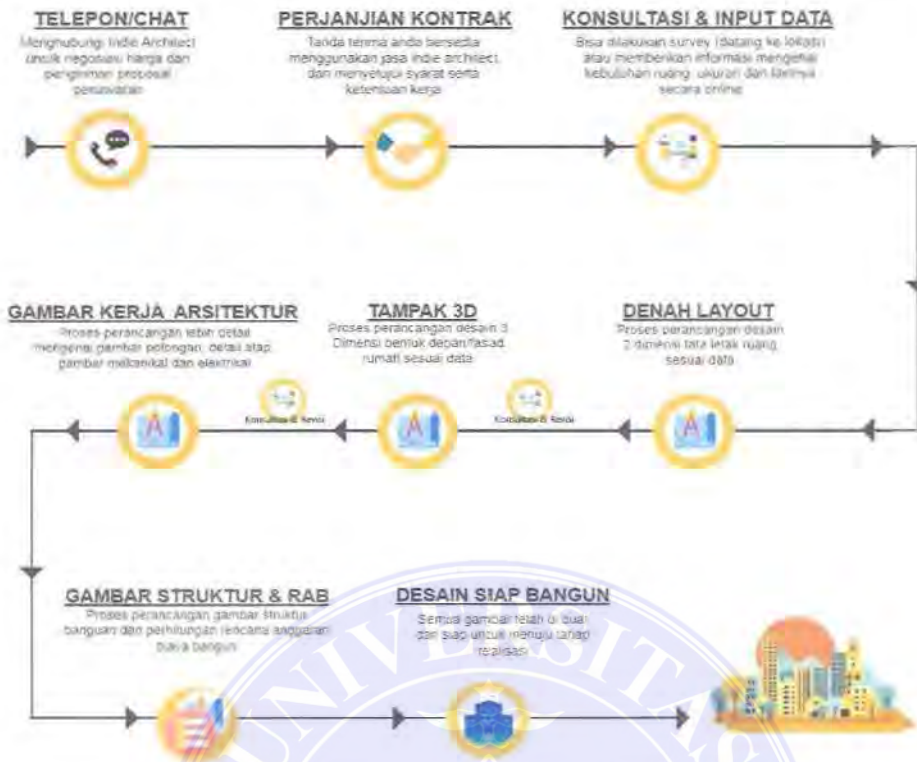 TELEPON/CHAT
Menghubungi Indie Architect
untuk negosiasi harga dan
pengiriman proposal
penawaran
PERJANJIAN KONTRAK
Tanda terima anda bersedia
menggunakan jasa indie architect,
dan menyetujui syarat serta
ketentuan kerja
KONSULTASI & INPUT DATA
Bisa dilakukan survey (datang ke lokasi)
atau memberikan informasi mengenai
kebutuhan ruang, ukuran dan lainnya
secara online
GAMBAR KERJA ARSITEKTUR
Proses perancangan lebih detail
mengenai gambar potongan, detail atap
gambar mekanikal dan elektrikal
TAMPAK 3D
Proses perancangan desain 3
Dimensi bentuk depan/fasad
rumah sesuai data
DENAH LAYOUT
Proses perancangan desain
2 dimensi tata letak ruang
sesuai data
Konsultasi & Revisi
Konsultasi & Revisi
GAMBAR STRUKTUR & RAB
Proses perancangan gambar struktur
bangunan dan perhitungan rencana anggaran
biaya bangun
DESAIN SIAP BANGUN
Semua gambar telah di buat
dan siap untuk menuju tahap
realisasi
UNIVERSITA